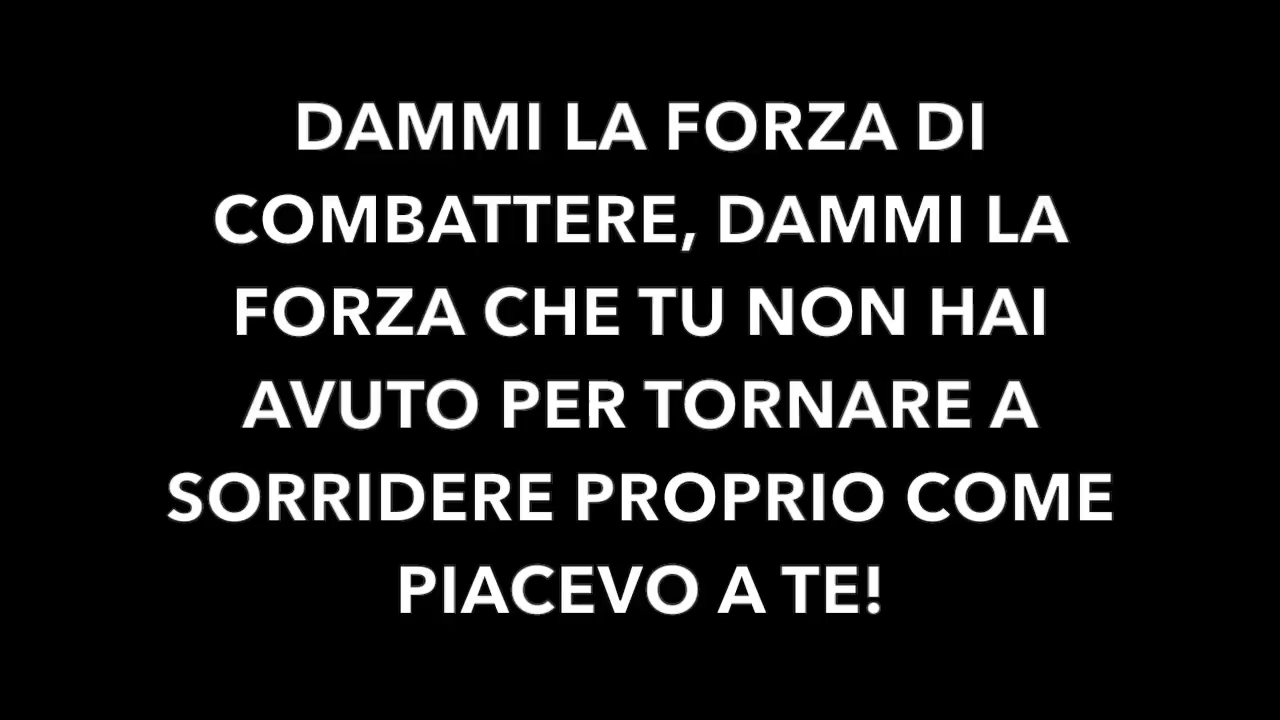 DAMMI LA FORZA DI
COMBATTERE, DAMMI LA
FORZA CHE TU NON HAI
AVUTO PER TORNARE A
SORRIDERE PROPRIO COME
PIACEVO A TE!